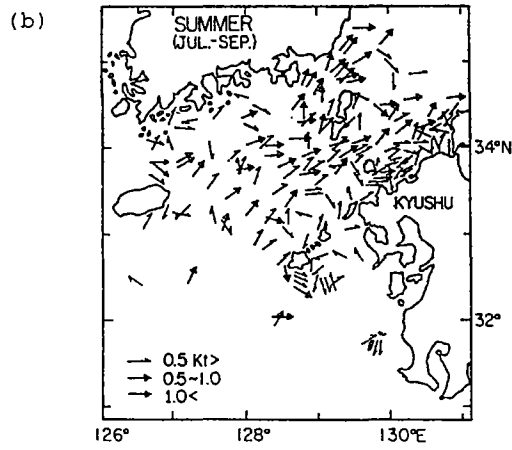 (b)
SUMMER
(JUL.-SEP.)
34°N
KYUSHU
32°
0.5 Kt>
0.5~1.0
1.0<
126° 128° 130°E